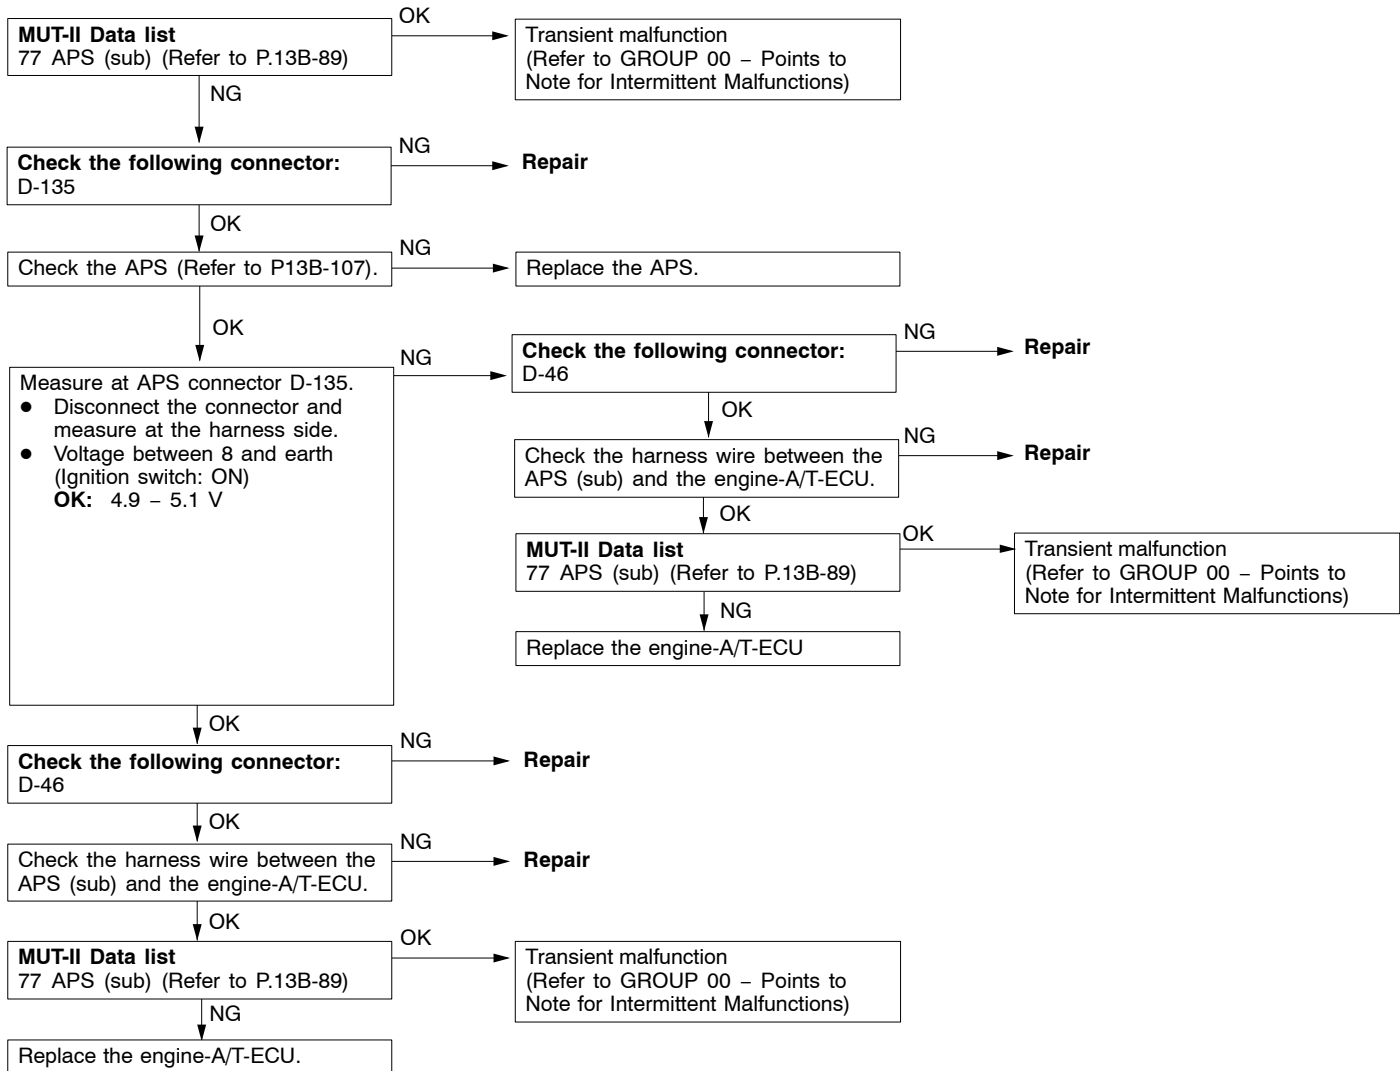 MUT-II Data list
77 APS (sub) (Refer to P.13B-89)
OK
Transient malfunction
(Refer to GROUP 00 – Points to
Note for Intermittent Malfunctions)
NG
Check the following connector:
D-135
NG
Repair
OK
Check the APS (Refer to P13B-107).
NG
Replace the APS.
OK
Measure at APS connector D-135.
● Disconnect the connector and
measure at the harness side.
● Voltage between 8 and earth
(Ignition switch: ON)
OK: 4.9 – 5.1 V
NG
Check the following connector:
D-46
NG
Repair
OK
Check the harness wire between the
APS (sub) and the engine-A/T-ECU.
NG
Repair
OK
MUT-II Data list
77 APS (sub) (Refer to P.13B-89)
OK
Transient malfunction
(Refer to GROUP 00 – Points to
Note for Intermittent Malfunctions)
NG
Replace the engine-A/T-ECU
OK
Check the following connector:
D-46
NG
Repair
OK
Check the harness wire between the
APS (sub) and the engine-A/T-ECU.
NG
Repair
OK
MUT-II Data list
77 APS (sub) (Refer to P.13B-89)
OK
Transient malfunction
(Refer to GROUP 00 – Points to
Note for Intermittent Malfunctions)
NG
Replace the engine-A/T-ECU.